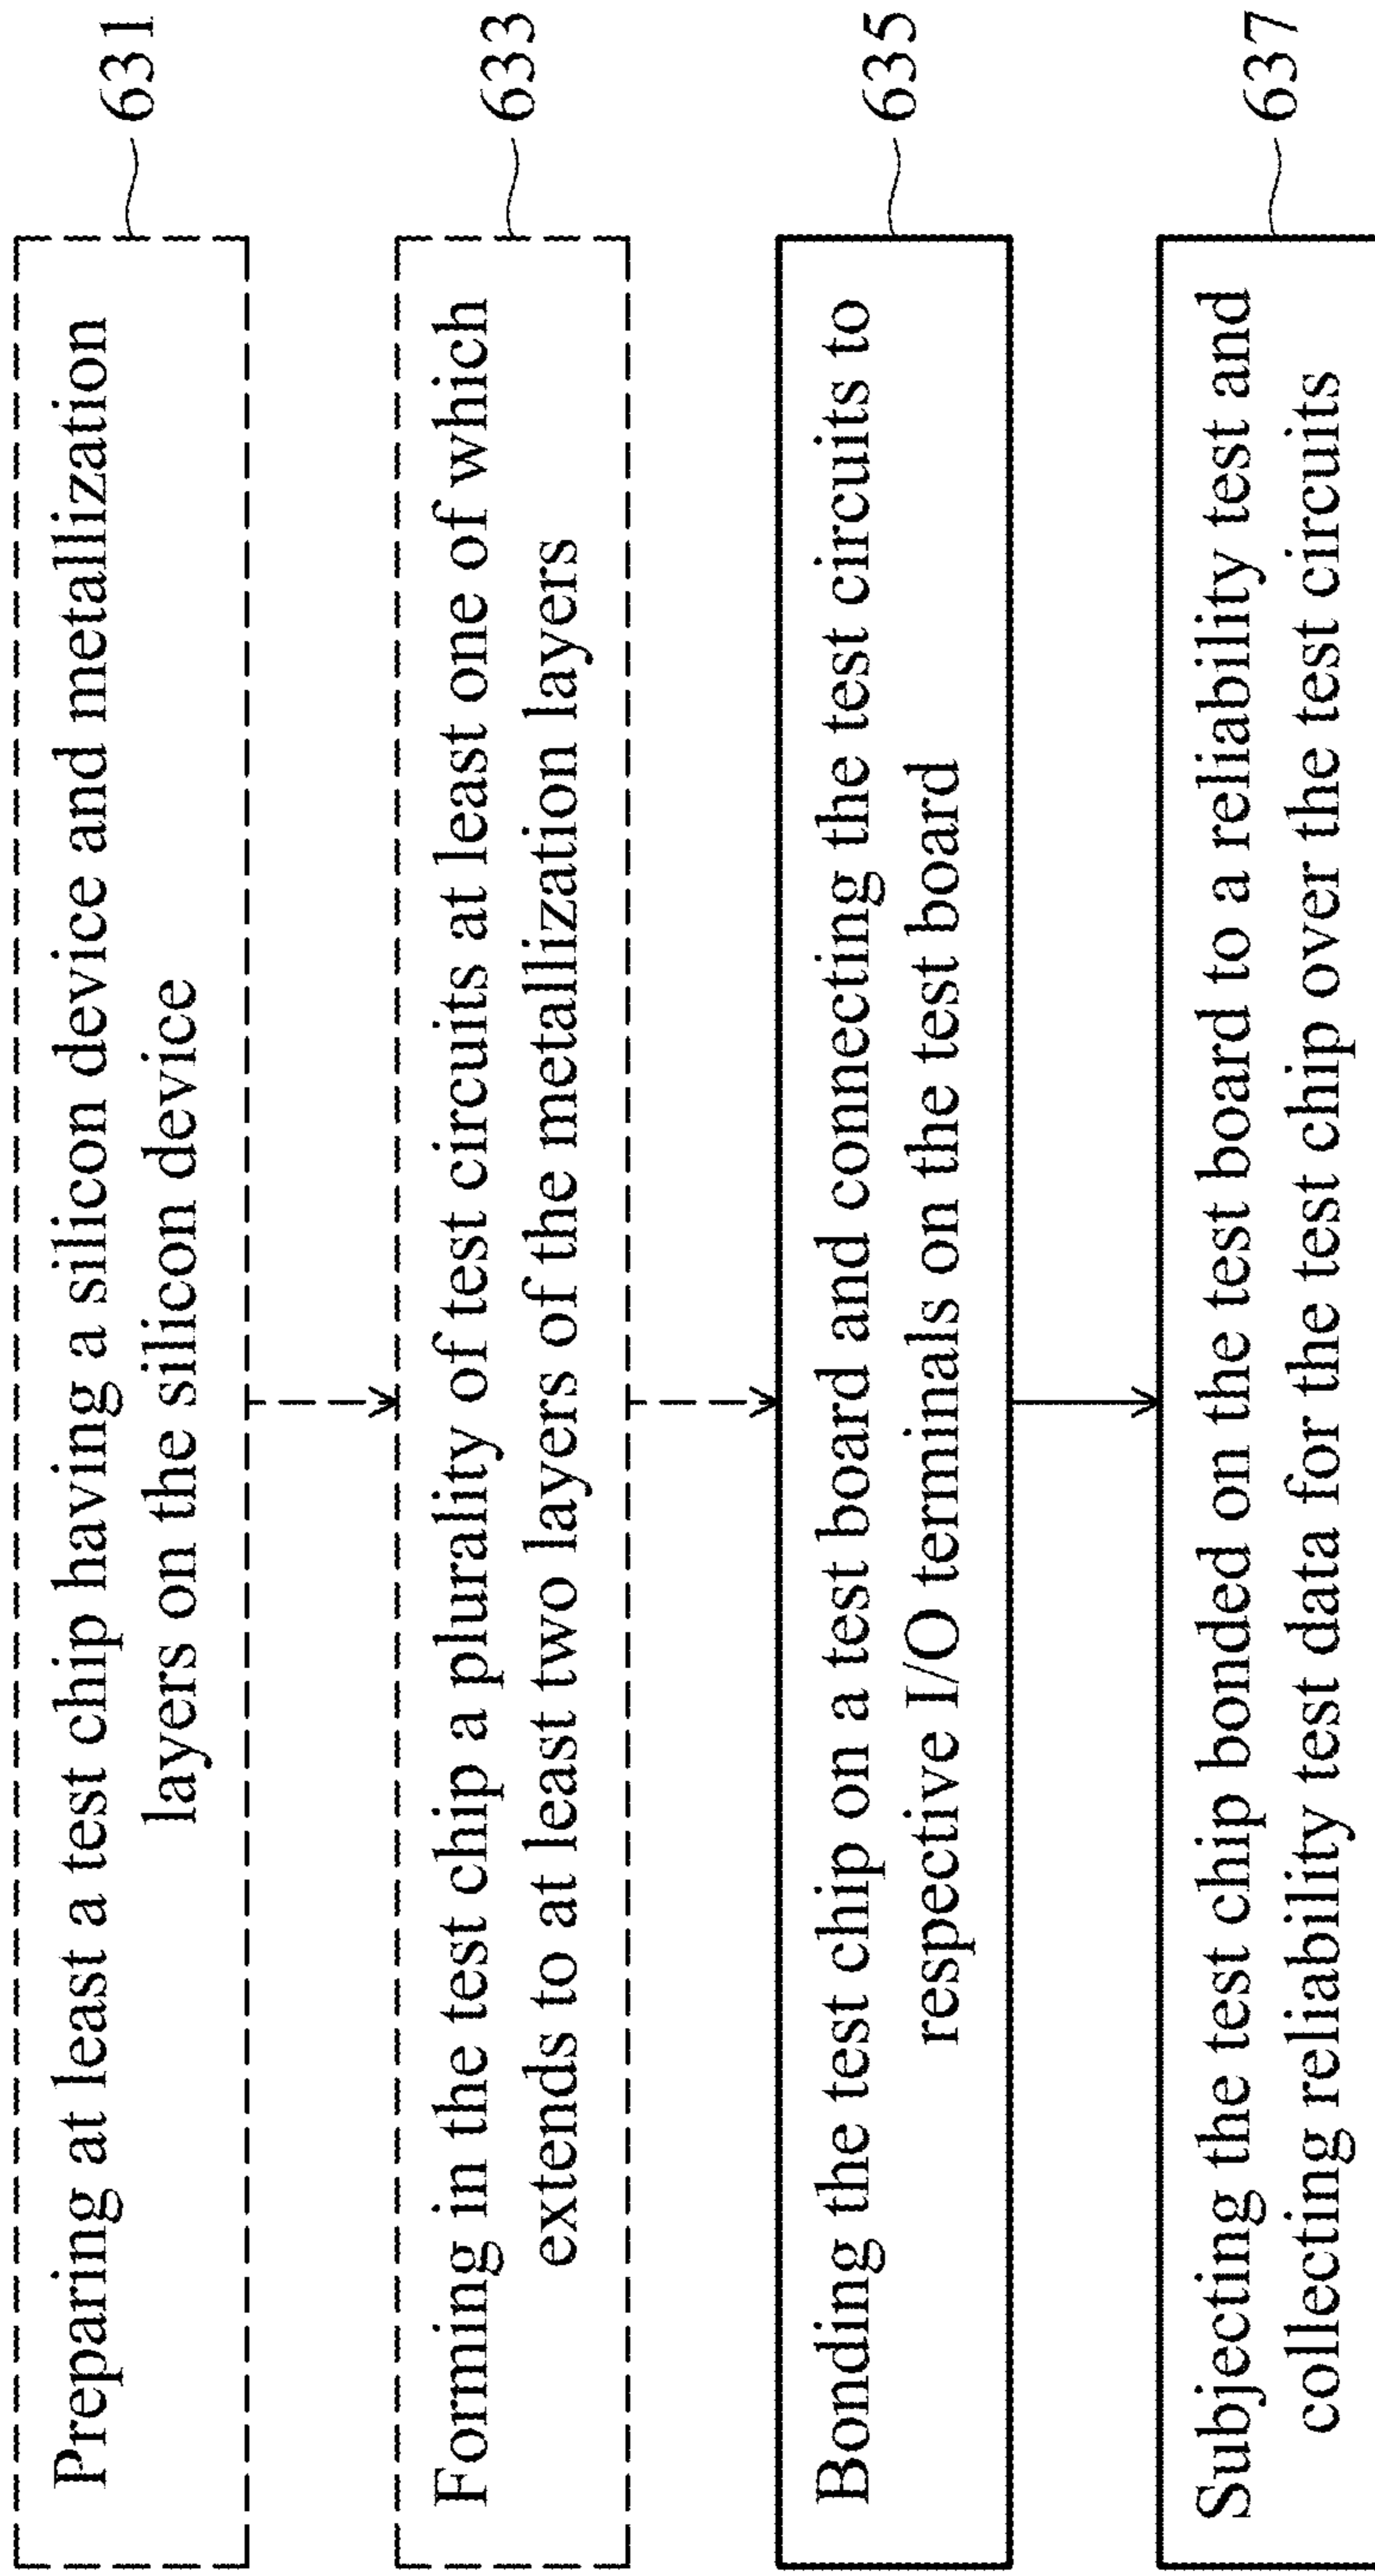 Preparing at least a test chip having a silicon device and metallization
layers on the silicon device
631
Forming in the test chip a plurality of test circuits at least one of which
extends to at least two layers of the metallization layers
633
Bonding the test chip on a test board and connecting the test circuits to
respective I/O terminals on the test board
635
Subjecting the test chip bonded on the test board to a reliability test and
collecting reliability test data for the test chip over the test circuits
637